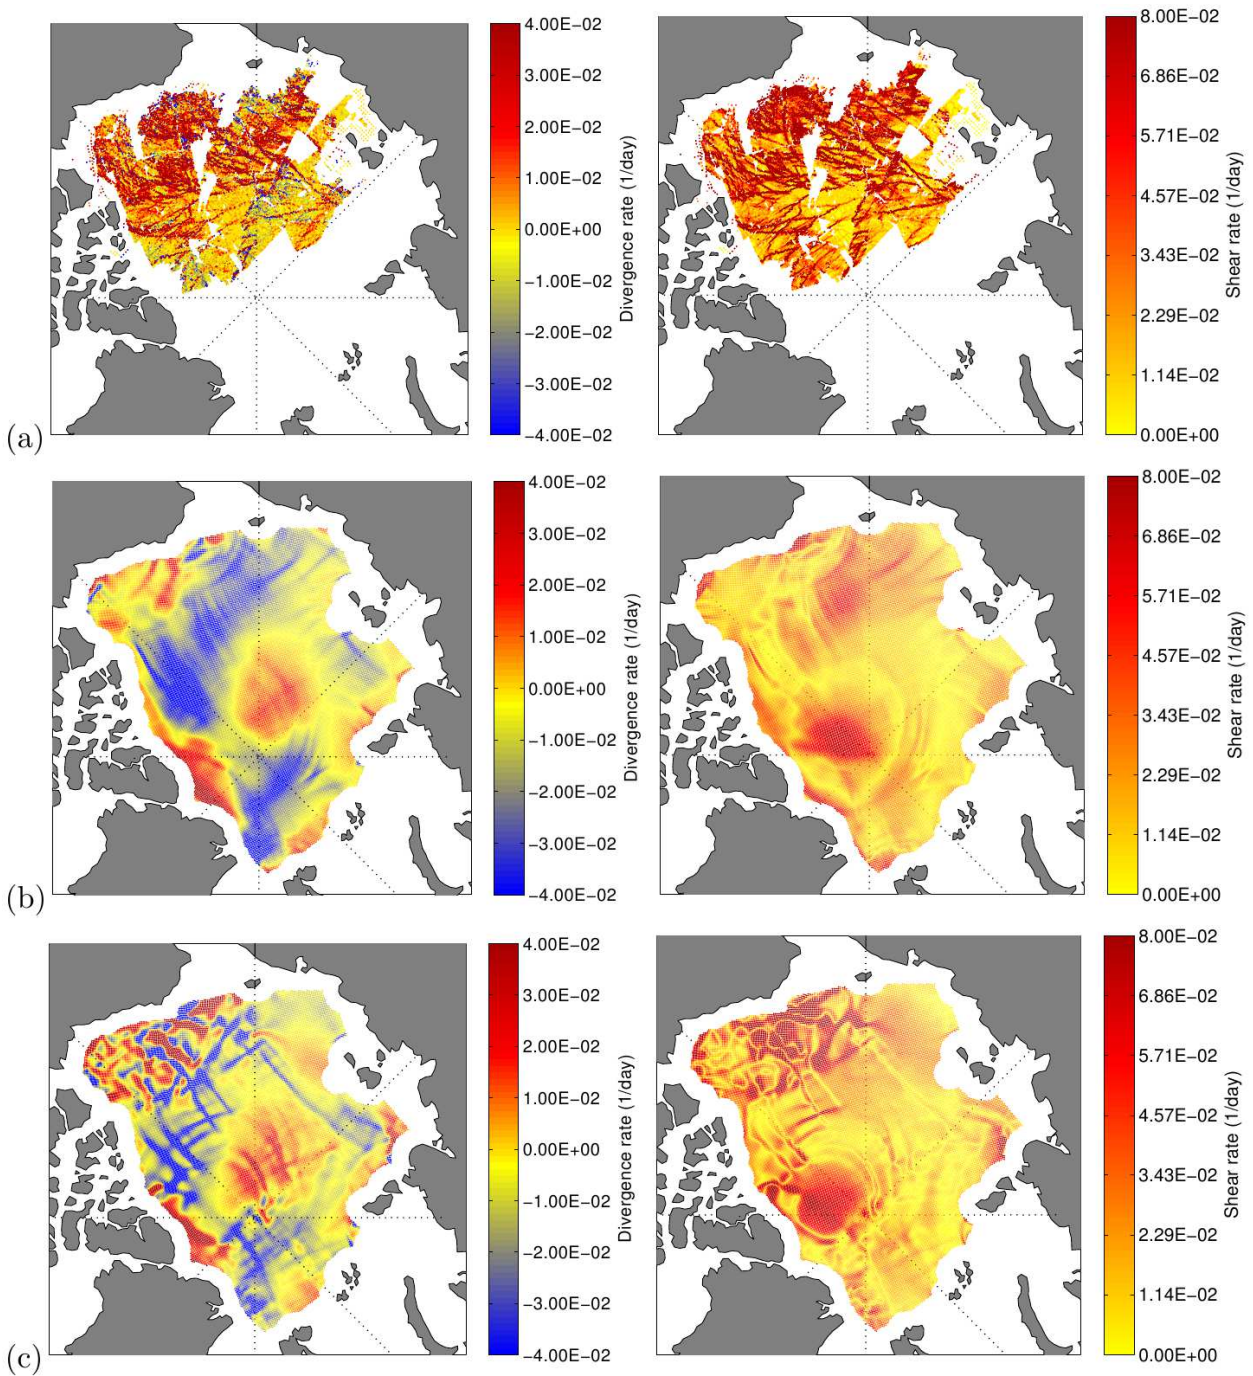 4.00E−02
3.00E−02
2.00E−02
1.00E−02
0.00E+00
−1.00E−02
−2.00E−02
−3.00E−02
−4.00E−02
Divergence rate (1/day)
8.00E−02
6.86E−02
5.71E−02
4.57E−02
3.43E−02
2.29E−02
1.14E−02
0.00E+00
Shear rate (1/day)
(a)
4.00E−02
3.00E−02
2.00E−02
1.00E−02
0.00E+00
−1.00E−02
−2.00E−02
−3.00E−02
−4.00E−02
Divergence rate (1/day)
8.00E−02
6.86E−02
5.71E−02
4.57E−02
3.43E−02
2.29E−02
1.14E−02
0.00E+00
Shear rate (1/day)
(b)
4.00E−02
3.00E−02
2.00E−02
1.00E−02
0.00E+00
−1.00E−02
−2.00E−02
−3.00E−02
−4.00E−02
Divergence rate (1/day)
8.00E−02
6.86E−02
5.71E−02
4.57E−02
3.43E−02
2.29E−02
1.14E−02
0.00E+00
Shear rate (1/day)
(c)